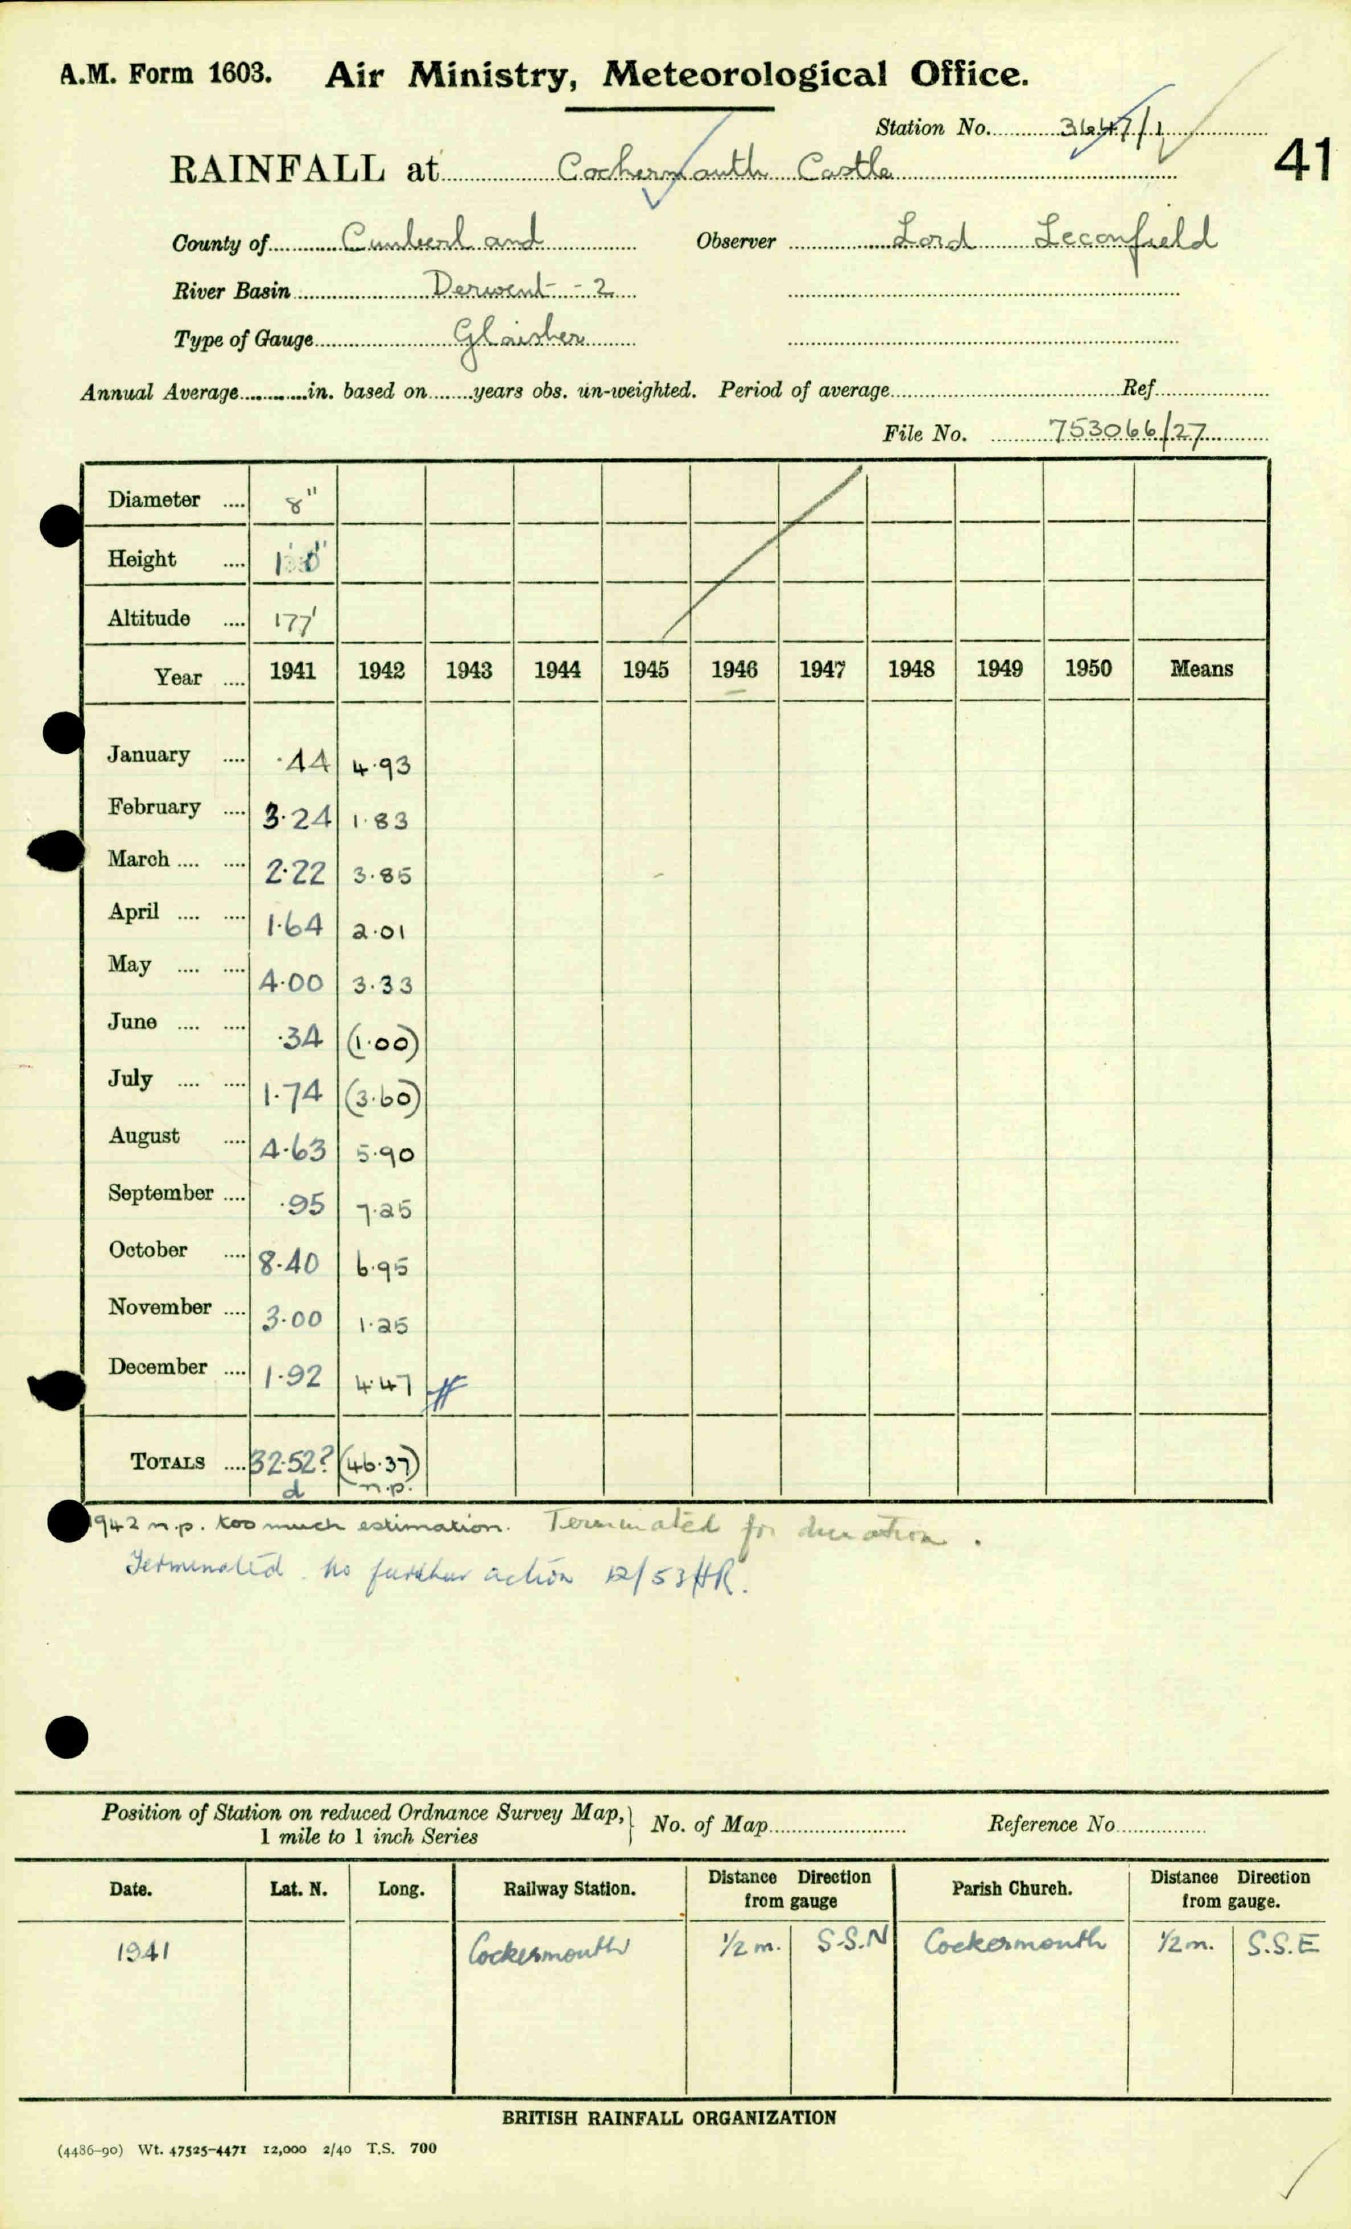 A.M. Form 1603. Air Ministry, Meteorological Office.
Station No. 3647/1
41
RAINFALL at Cockermouth Castle
County of Cumberland Observer Lord Leconfield
River Basin Derwent - 2
Type of Gauge Glaisher
Annual Average............in. based on........years obs. un-weighted. Period of average Ref
File No. 753066/27
Diameter .... 8"
Height ....
Altitude .... 177'
Year .... 1941 1942 1943 1944 1945 1946 1947 1948 1949 1950 Means
January .... .44 4.93
February .... 3.24 1.83
March .... .... 2.22 3.85
April .... .... 1.64 2.01
May .... .... 4.00 3.33
June .... .... .34 (1.00)
July .... .... 1.74 (3.60)
August .... 4.63 5.90
September .... .95 7.25
October .... 8.40 6.95
November .... 3.00 1.25
December .... 1.92 4.47
TOTALS .... 32.52? (46.37)
d n.p.
1942 n.p. too much estimation. Terminated for duration.
Terminated. No further action 12/53 HR.
Position of Station on reduced Ordnance Survey Map,} No. of Map Reference No
1 mile to 1 inch Series
Date. Lat. N. Long. Railway Station. Distance Direction from gauge Parish Church. Distance Direction from gauge.
1941 Cockermouth 1/2 m. S.S.W Cockermouth 1/2 m. S.S.E
BRITISH RAINFALL ORGANIZATION
(4486-90) Wt. 47525-4471 12,000 2/40 T.S. 700